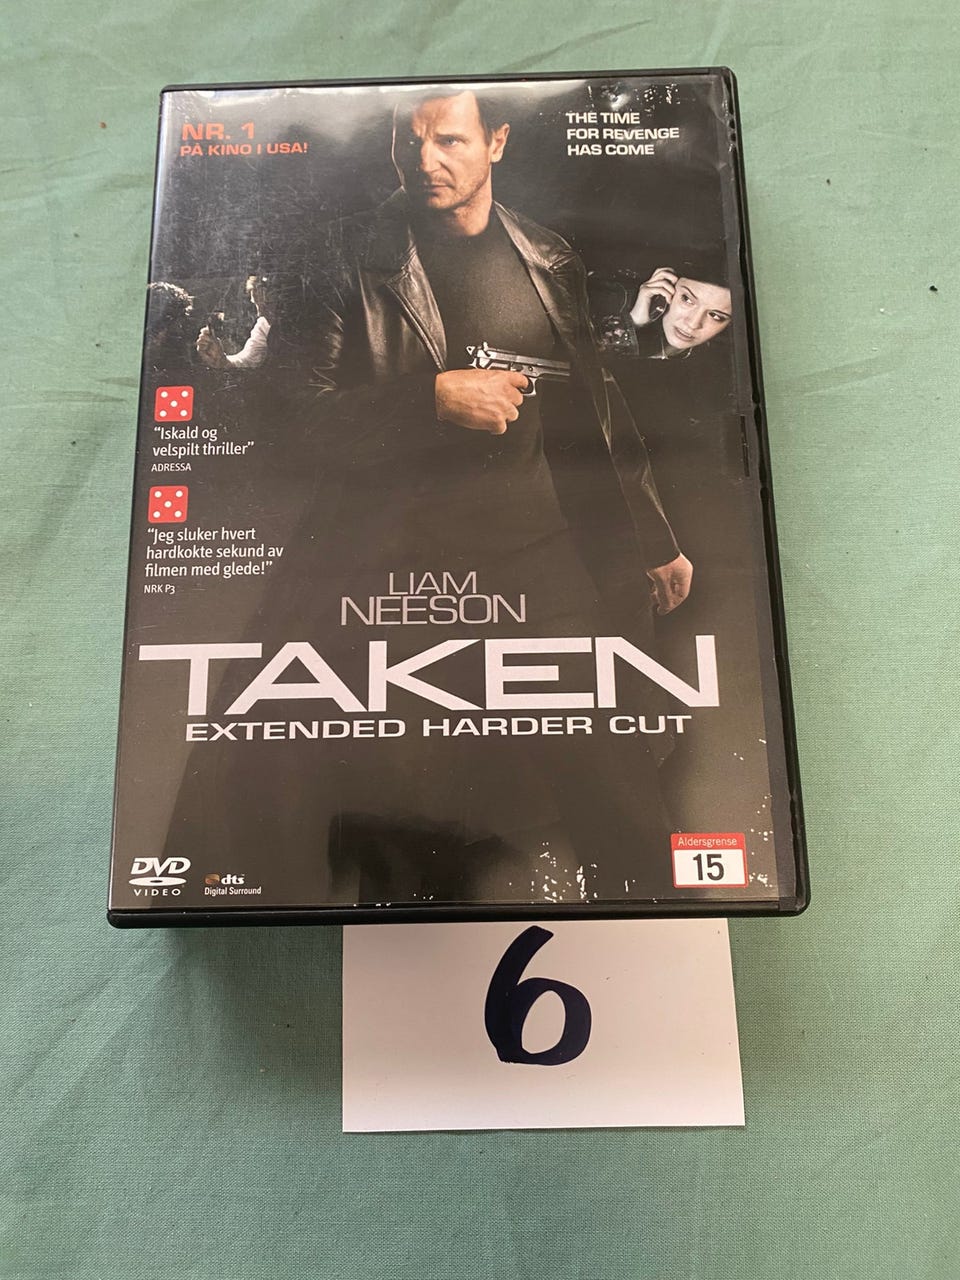 NR. 1
PÅ KINO I USA!
THE TIME
FOR REVENGE
HAS COME
“Iskald og
velspilt thriller”
ADRESSA
“Jeg sluker hvert
hardkokte sekund av
filmen med glede!”
NRK P3
LIAM
NEESON
TAKEN
EXTENDED HARDER CUT
DVD
VIDEO
dts
Digital Surround
Aldersgrense
15
6